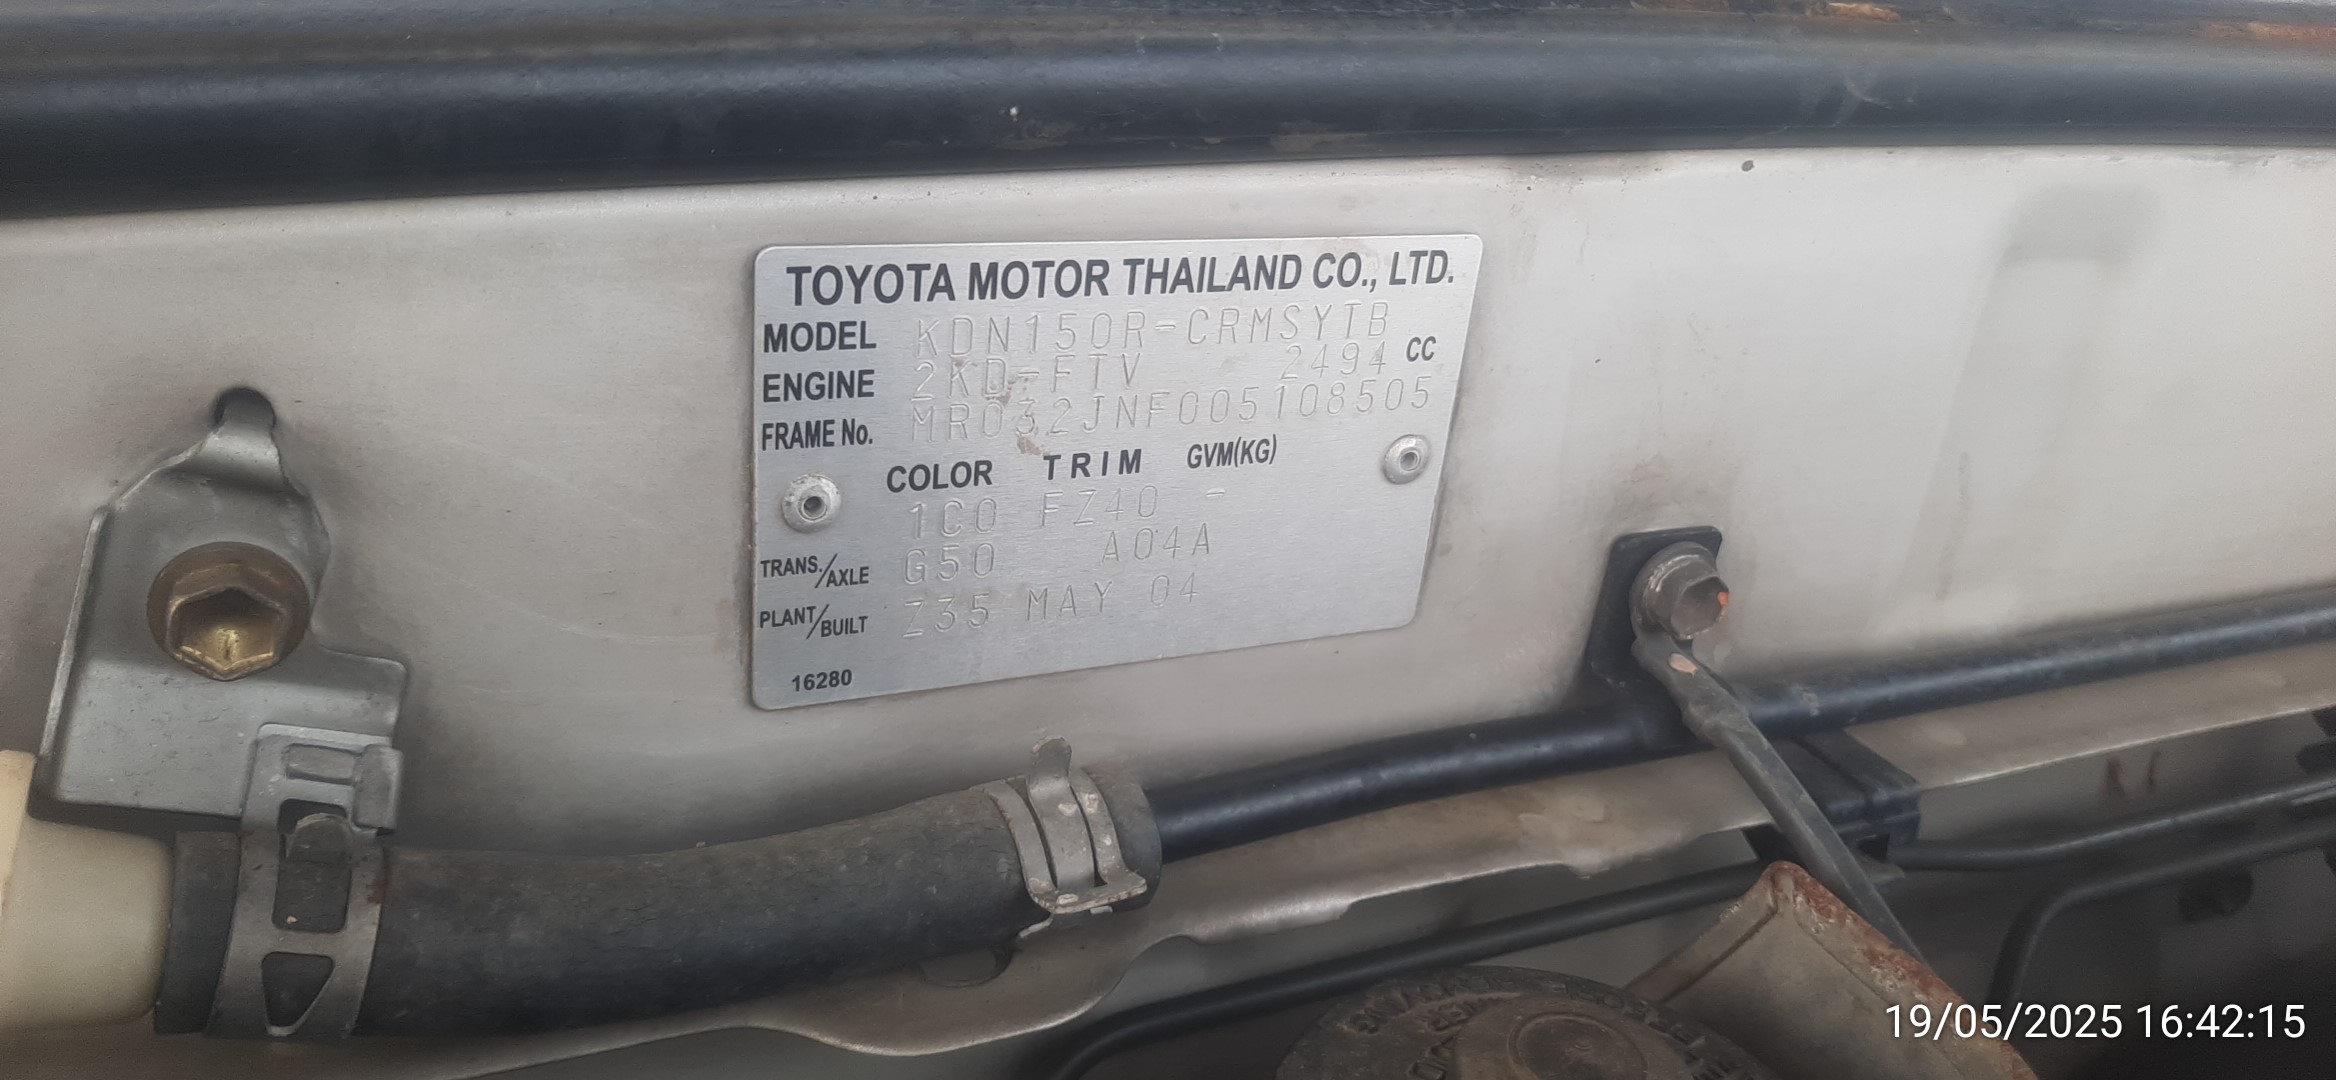 TOYOTA MOTOR THAILAND CO., LTD.
MODEL KDN150R-CRMSYTB
ENGINE 2KD-FTV 2494 CC
FRAME No. MR032JNF005108505
COLOR TRIM GVM(KG)
1C0 FZ40 -
TRANS./AXLE G50 A04A
PLANT/BUILT Z35 MAY 04
16280
19/05/2025 16:42:15